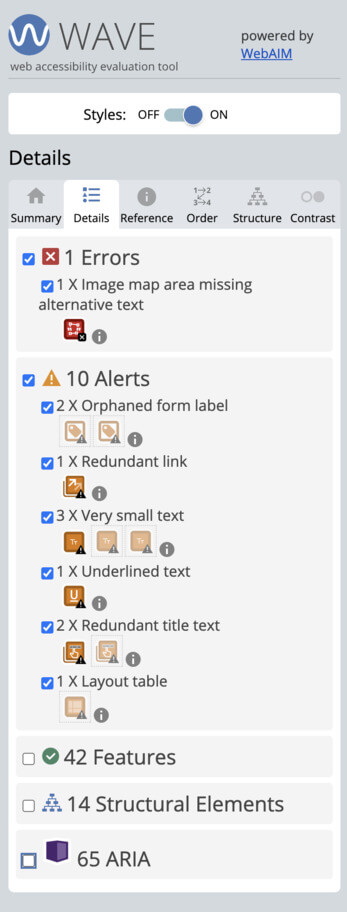 WAVE
web accessibility evaluation tool
powered by
WebAIM
Styles: OFF ON
Details
Summary Details Reference Order Structure Contrast
1 Errors
1 X Image map area missing
alternative text
10 Alerts
2 X Orphaned form label
1 X Redundant link
3 X Very small text
1 X Underlined text
2 X Redundant title text
1 X Layout table
42 Features
14 Structural Elements
65 ARIA